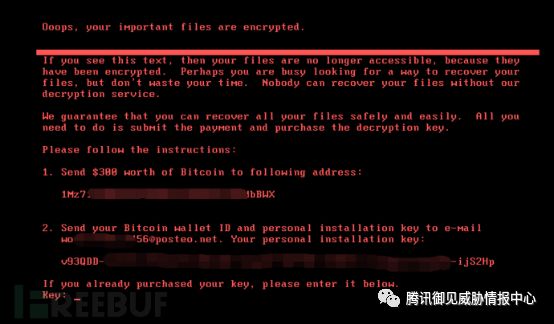 Ooops, your important files are encrypted.
If you see this text, then your files are no longer accessible, because they
have been encrypted. Perhaps you are busy looking for a way to recover your
files, but don't waste your time. Nobody can recover your files without our
decryption service.
We guarantee that you can recover all your files safely and easily. All you
need to do is submit the payment and purchase the decryption key.
Please follow the instructions:
1. Send $300 worth of Bitcoin to following address:
1Mz7 bBWX
2. Send your Bitcoin wallet ID and personal installation key to e-mail
wo 56@posteo.net. Your personal installation key:
w93QDD- -ijS2Hp
If you already purchased your key, please enter it below.
Key: _
FREEBUF
腾讯御见威胁情报中心